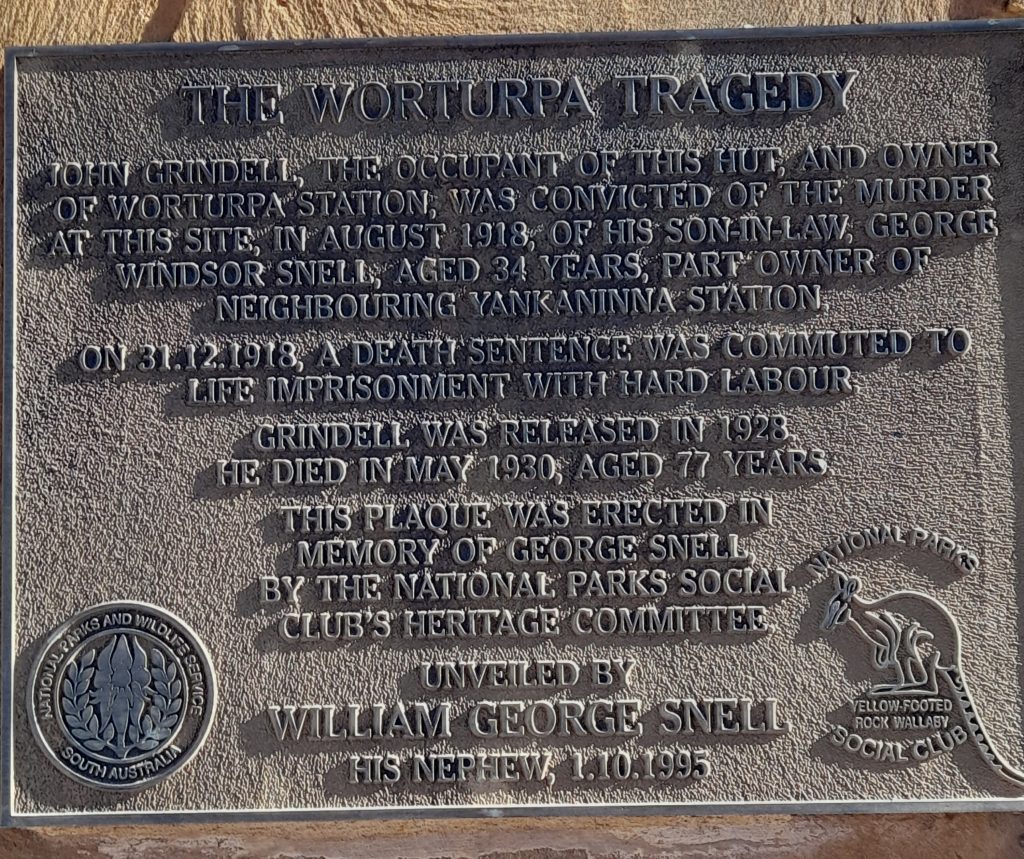 THE WORTURPA TRAGEDY
JOHN GRINDELL, THE OCCUPANT OF THIS HUT, AND OWNER
OF WORTURPA STATION, WAS CONVICTED OF THE MURDER
AT THIS SITE, IN AUGUST 1918, OF HIS SON-IN-LAW, GEORGE
WINDSOR SNELL, AGED 34 YEARS, PART OWNER OF
NEIGHBOURING YANKANINNA STATION.
ON 31.12.1918, A DEATH SENTENCE WAS COMMUTED TO
LIFE IMPRISONMENT WITH HARD LABOUR.
GRINDELL WAS RELEASED IN 1928.
HE DIED IN MAY 1930, AGED 77 YEARS.
THIS PLAQUE WAS ERECTED IN
MEMORY OF GEORGE SNELL,
BY THE NATIONAL PARKS SOCIAL
CLUB'S HERITAGE COMMITTEE.
UNVEILED BY
WILLIAM GEORGE SNELL
HIS NEPHEW, 1.10.1995
NATIONAL PARKS AND WILDLIFE SERVICE
SOUTH AUSTRALIA
NATIONAL PARKS
YELLOW-FOOTED
ROCK WALLABY
SOCIAL CLUB